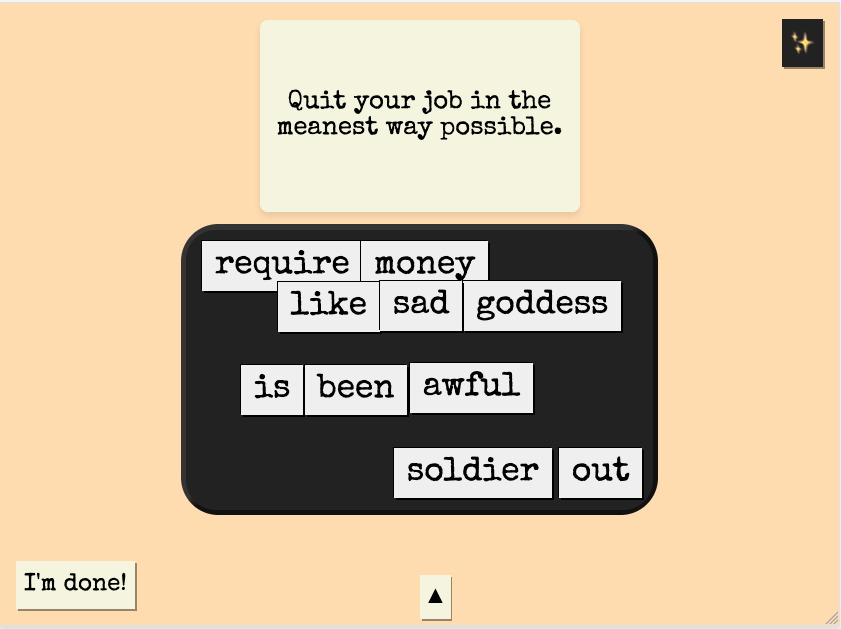 Quit your job in the
meanest way possible.
require money
like sad goddess
is been awful
soldier out
I'm done!